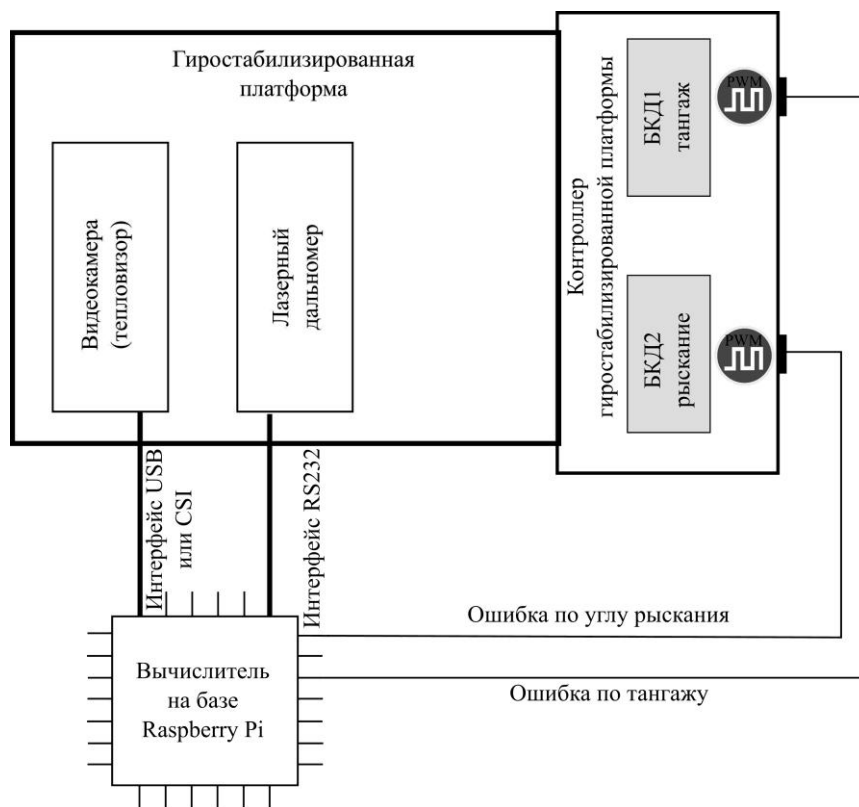 Гиростабилизированная
платформа
Видеокамера
(тепловизор)
Лазерный
дальномер
Контроллер
гиростабилизированной платформы
БКД1
тангаж
PWM
БКД2
рыскание
PWM
Интерфейс USB
или CSI
Интерфейс RS232
Ошибка по углу рыскания
Ошибка по тангажу
Вычислитель
на базе
Raspberry Pi